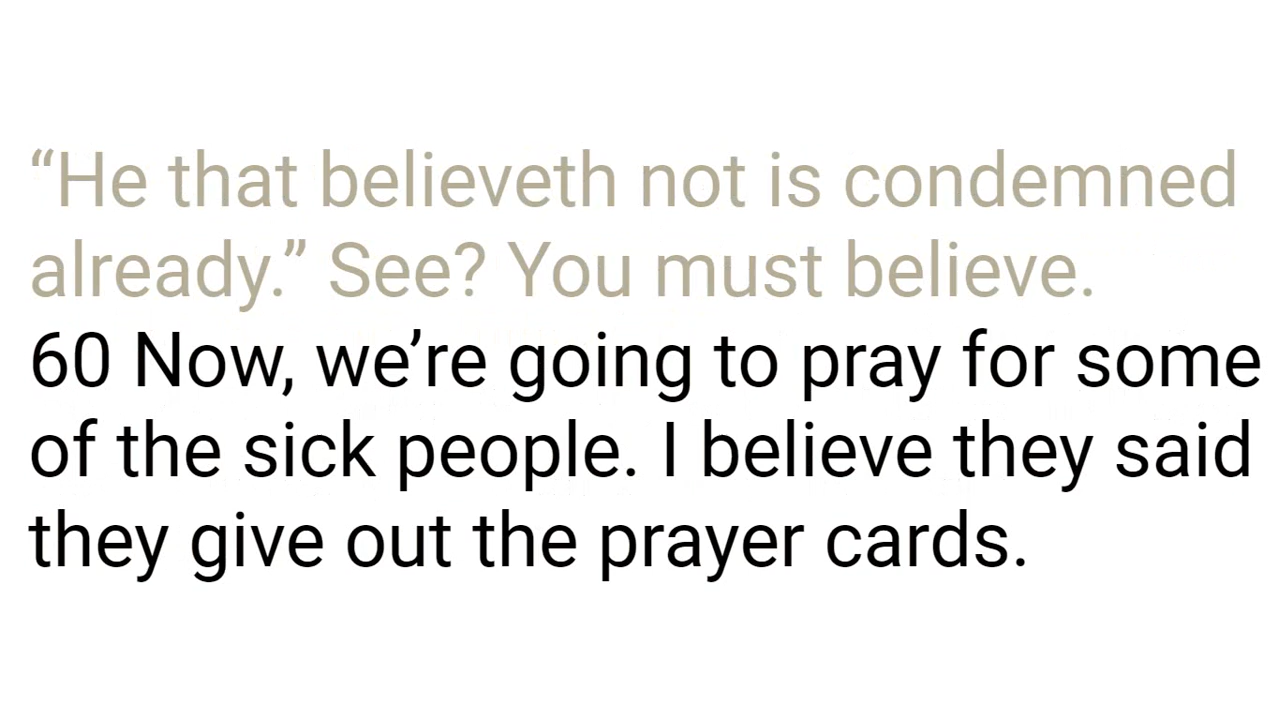 “He that believeth not is condemned
already.” See? You must believe.
60 Now, we’re going to pray for some
of the sick people. I believe they said
they give out the prayer cards.